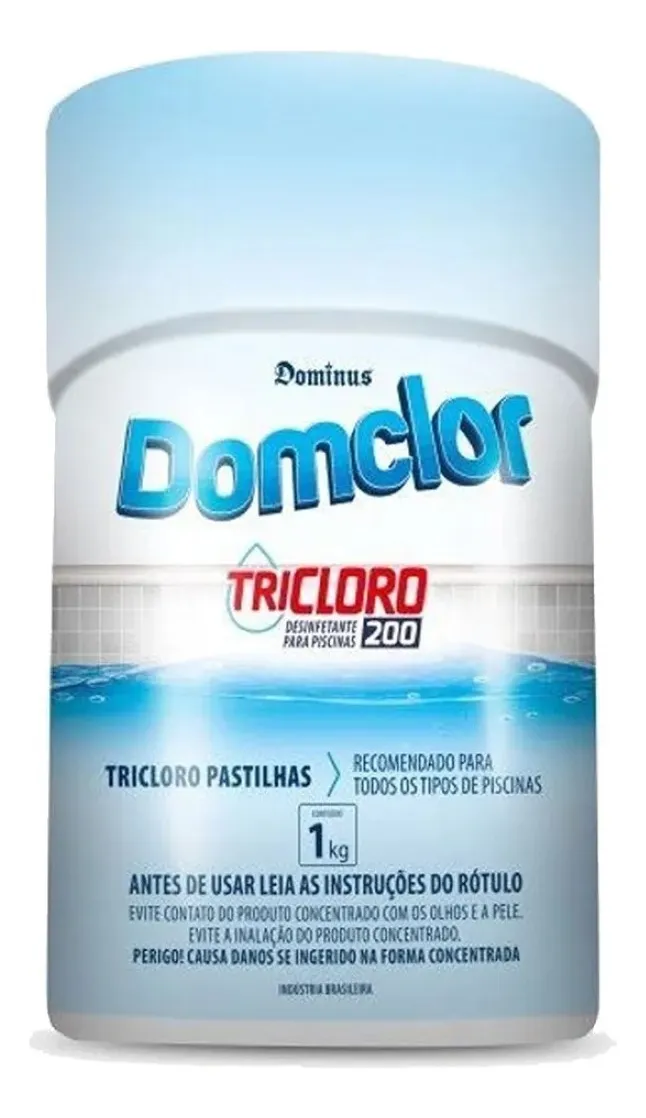 Dominus
Domclor
TRICLORO
DESINFETANTE
PARA PISCINAS 200
TRICLORO PASTILHAS
RECOMENDADO PARA
TODOS OS TIPOS DE PISCINAS
CONTEÚDO
1kg
ANTES DE USAR LEIA AS INSTRUÇÕES DO RÓTULO
EVITE CONTATO DO PRODUTO CONCENTRADO COM OS OLHOS E A PELE.
EVITE A INALAÇÃO DO PRODUTO CONCENTRADO.
PERIGO! CAUSA DANOS SE INGERIDO NA FORMA CONCENTRADA
INDÚSTRIA BRASILEIRA